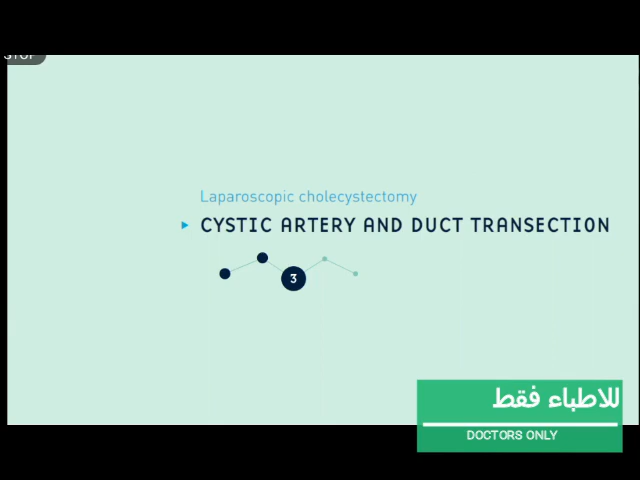 STOP
Laparoscopic cholecystectomy
CYSTIC ARTERY AND DUCT TRANSECTION
3
للاطباء فقط
DOCTORS ONLY